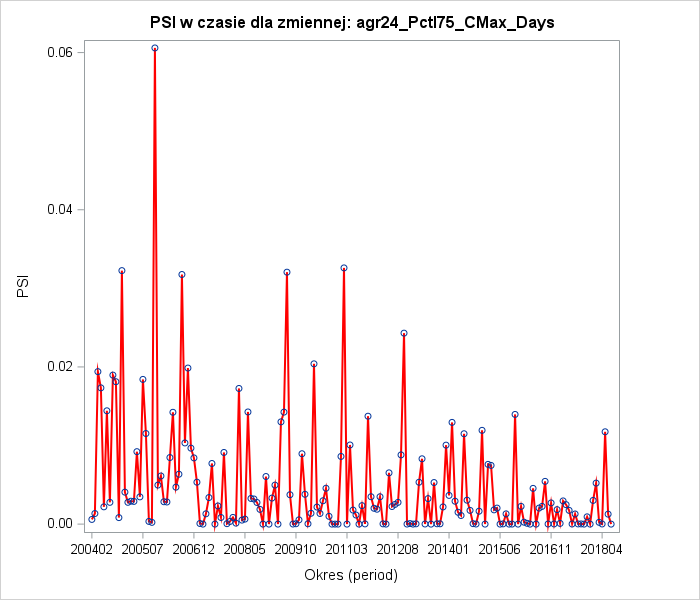 PSI w czasie dla zmiennej: agr24_Pctl75_CMax_Days
0.06
0.04
PSI
0.02
0.00
200402 200507 200612 200805 200910 201103 201208 201401 201506 201611 201804
Okres (period)